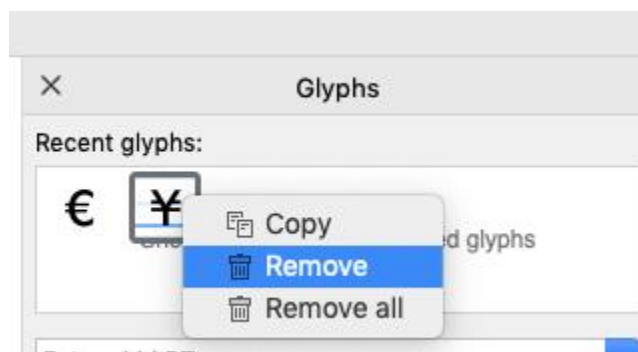 Glyphs
Recent glyphs:
€ ¥
glyphs
Copy
Remove
Remove all